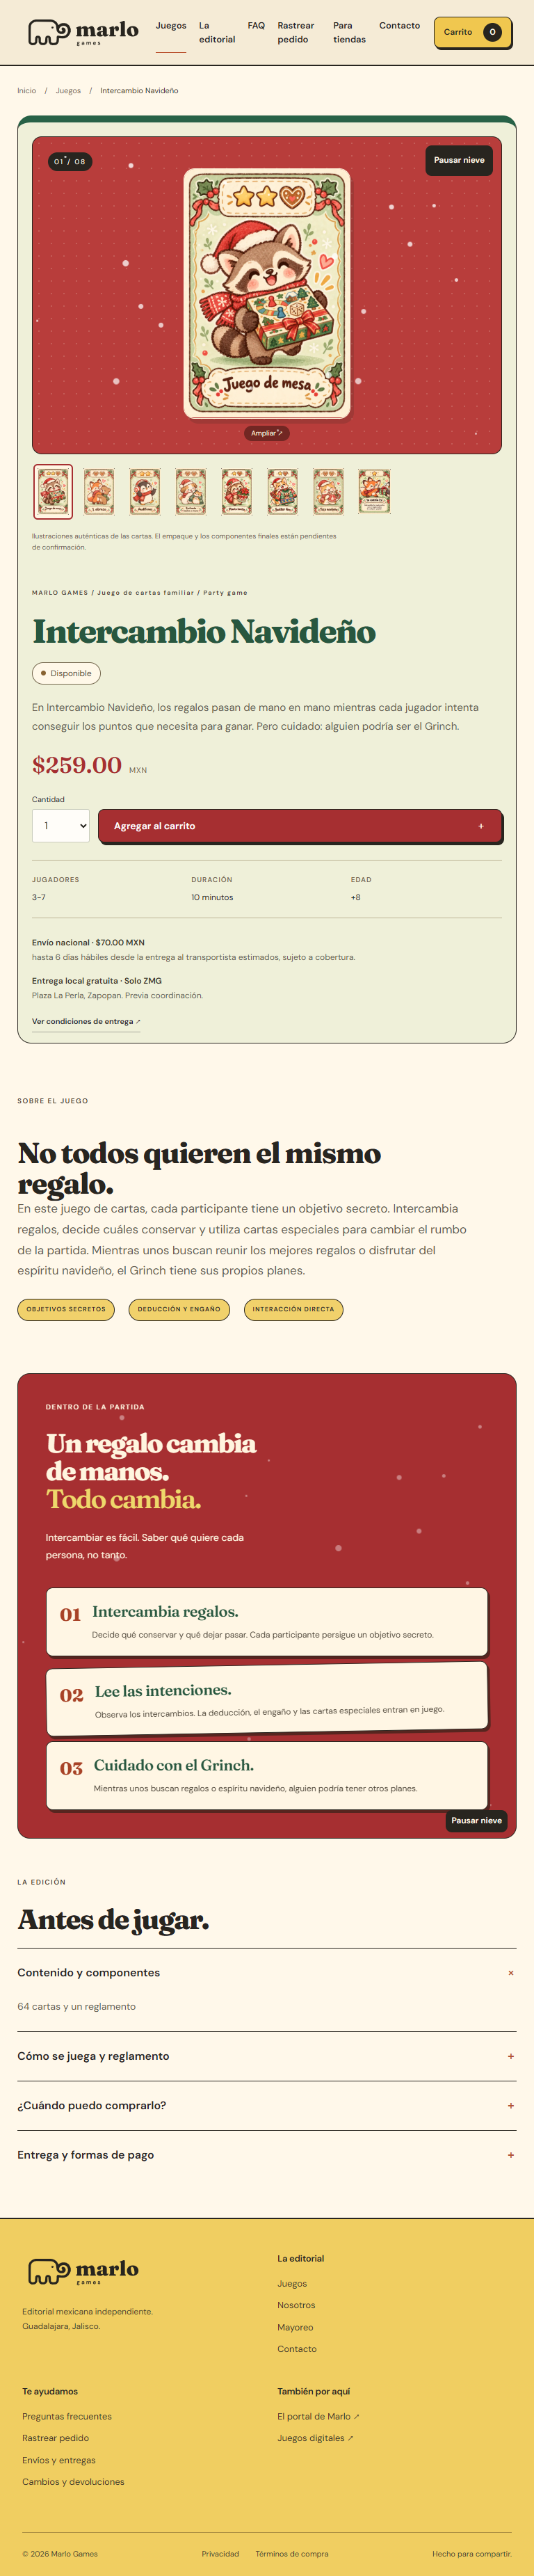 marlo
games
Juegos
La editorial
FAQ
Rastrear pedido
Para tiendas
Contacto
Carrito 0
Inicio / Juegos / Intercambio Navideño
01 / 08
Pausar nieve
Juego de mesa
Ampliar ↗
Ilustraciones auténticas de las cartas. El empaque y los componentes finales están pendientes
de confirmación.
MARLO GAMES / Juego de cartas familiar / Party game
Intercambio Navideño
Disponible
En Intercambio Navideño, los regalos pasan de mano en mano mientras cada jugador intenta
conseguir los puntos que necesita para ganar. Pero cuidado: alguien podría ser el Grinch.
$259.00 MXN
Cantidad
1
Agregar al carrito +
JUGADORES
3-7
DURACIÓN
10 minutos
EDAD
+8
Envío nacional · $70.00 MXN
hasta 6 días hábiles desde la entrega al transportista estimados, sujeto a cobertura.
Entrega local gratuita · Solo ZMG
Plaza La Perla, Zapopan. Previa coordinación.
Ver condiciones de entrega ↗
SOBRE EL JUEGO
No todos quieren el mismo
regalo.
En este juego de cartas, cada participante tiene un objetivo secreto. Intercambia
regalos, decide cuáles conservar y utiliza cartas especiales para cambiar el rumbo
de la partida. Mientras unos buscan reunir los mejores regalos o disfrutar del
espíritu navideño, el Grinch tiene sus propios planes.
OBJETIVOS SECRETOS
DEDUCCIÓN Y ENGAÑO
INTERACCIÓN DIRECTA
DENTRO DE LA PARTIDA
Un regalo cambia
de manos.
Todo cambia.
Intercambiar es fácil. Saber qué quiere cada
persona, no tanto.
01 Intercambia regalos.
Decide qué conservar y qué dejar pasar. Cada participante persigue un objetivo secreto.
02 Lee las intenciones.
Observa los intercambios. La deducción, el engaño y las cartas especiales entran en juego.
03 Cuidado con el Grinch.
Mientras unos buscan regalos o espíritu navideño, alguien podría tener otros planes.
Pausar nieve
LA EDICIÓN
Antes de jugar.
Contenido y componentes ×
64 cartas y un reglamento
Cómo se juega y reglamento +
¿Cuándo puedo comprarlo? +
Entrega y formas de pago +
marlo
games
Editorial mexicana independiente.
Guadalajara, Jalisco.
La editorial
Juegos
Nosotros
Mayoreo
Contacto
Te ayudamos
Preguntas frecuentes
Rastrear pedido
Envíos y entregas
Cambios y devoluciones
También por aquí
El portal de Marlo ↗
Juegos digitales ↗
© 2026 Marlo Games
Privacidad
Términos de compra
Hecho para compartir.